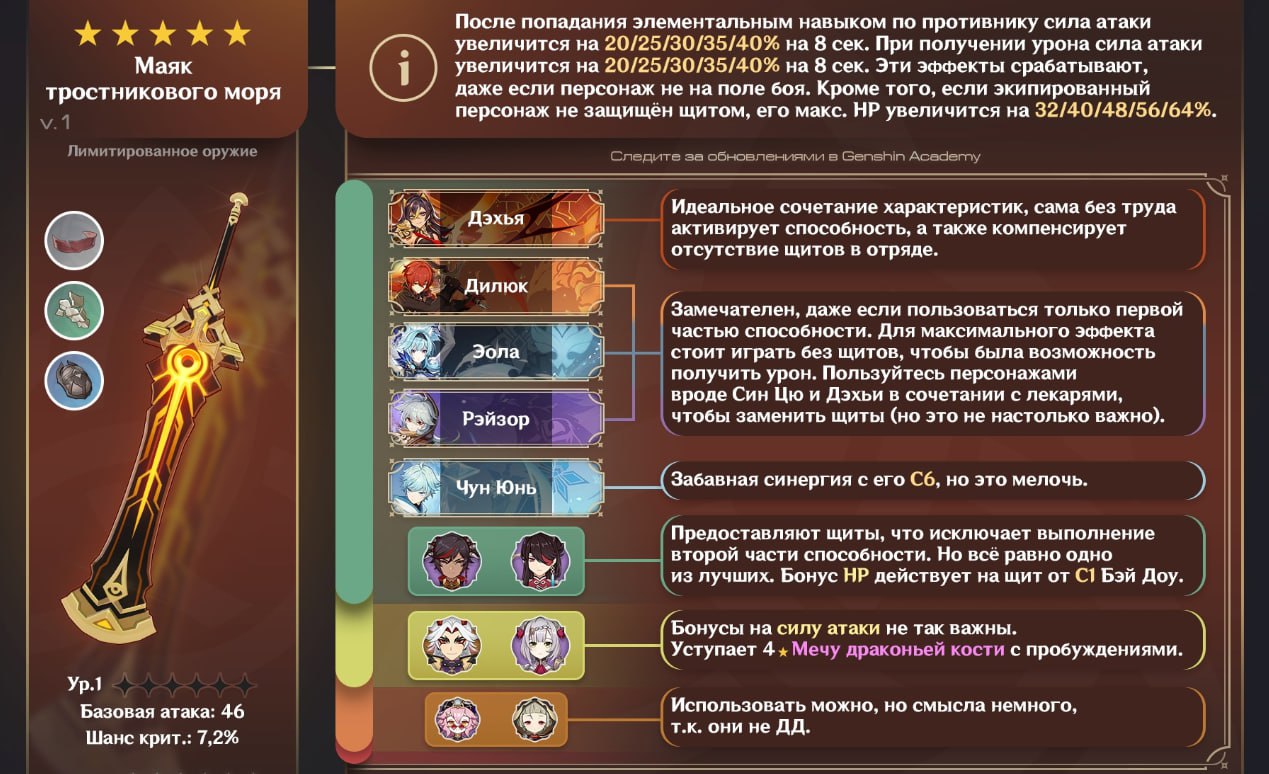 Маяк
тростникового моря
v.1
Лимитированное оружие
Ур.1
Базовая атака: 46
Шанс крит.: 7,2%
После попадания элементальным навыком по противнику сила атаки
увеличится на 20/25/30/35/40% на 8 сек. При получении урона сила атаки
увеличится на 20/25/30/35/40% на 8 сек. Эти эффекты срабатывают,
даже если персонаж не на поле боя. Кроме того, если экипированный
персонаж не защищён щитом, его макс. HP увеличится на 32/40/48/56/64%.
Следите за обновлениями в Genshin Academy
Дэхья
Идеальное сочетание характеристик, сама без труда
активирует способность, а также компенсирует
отсутствие щитов в отряде.
Дилюк
Эола
Рэйзор
Замечателен, даже если пользоваться только первой
частью способности. Для максимального эффекта
стоит играть без щитов, чтобы была возможность
получить урон. Пользуйтесь персонажами
вроде Син Цю и Дэхьи в сочетании с лекарями,
чтобы заменить щиты (но это не настолько важно).
Чун Юнь
Забавная синергия с его С6, но это мелочь.
Предоставляют щиты, что исключает выполнение
второй части способности. Но всё равно одно
из лучших. Бонус HP действует на щит от С1 Бэй Доу.
Бонусы на силу атаки не так важны.
Уступает 4★Мечу драконьей кости с пробуждениями.
Использовать можно, но смысла немного,
т.к. они не ДД.